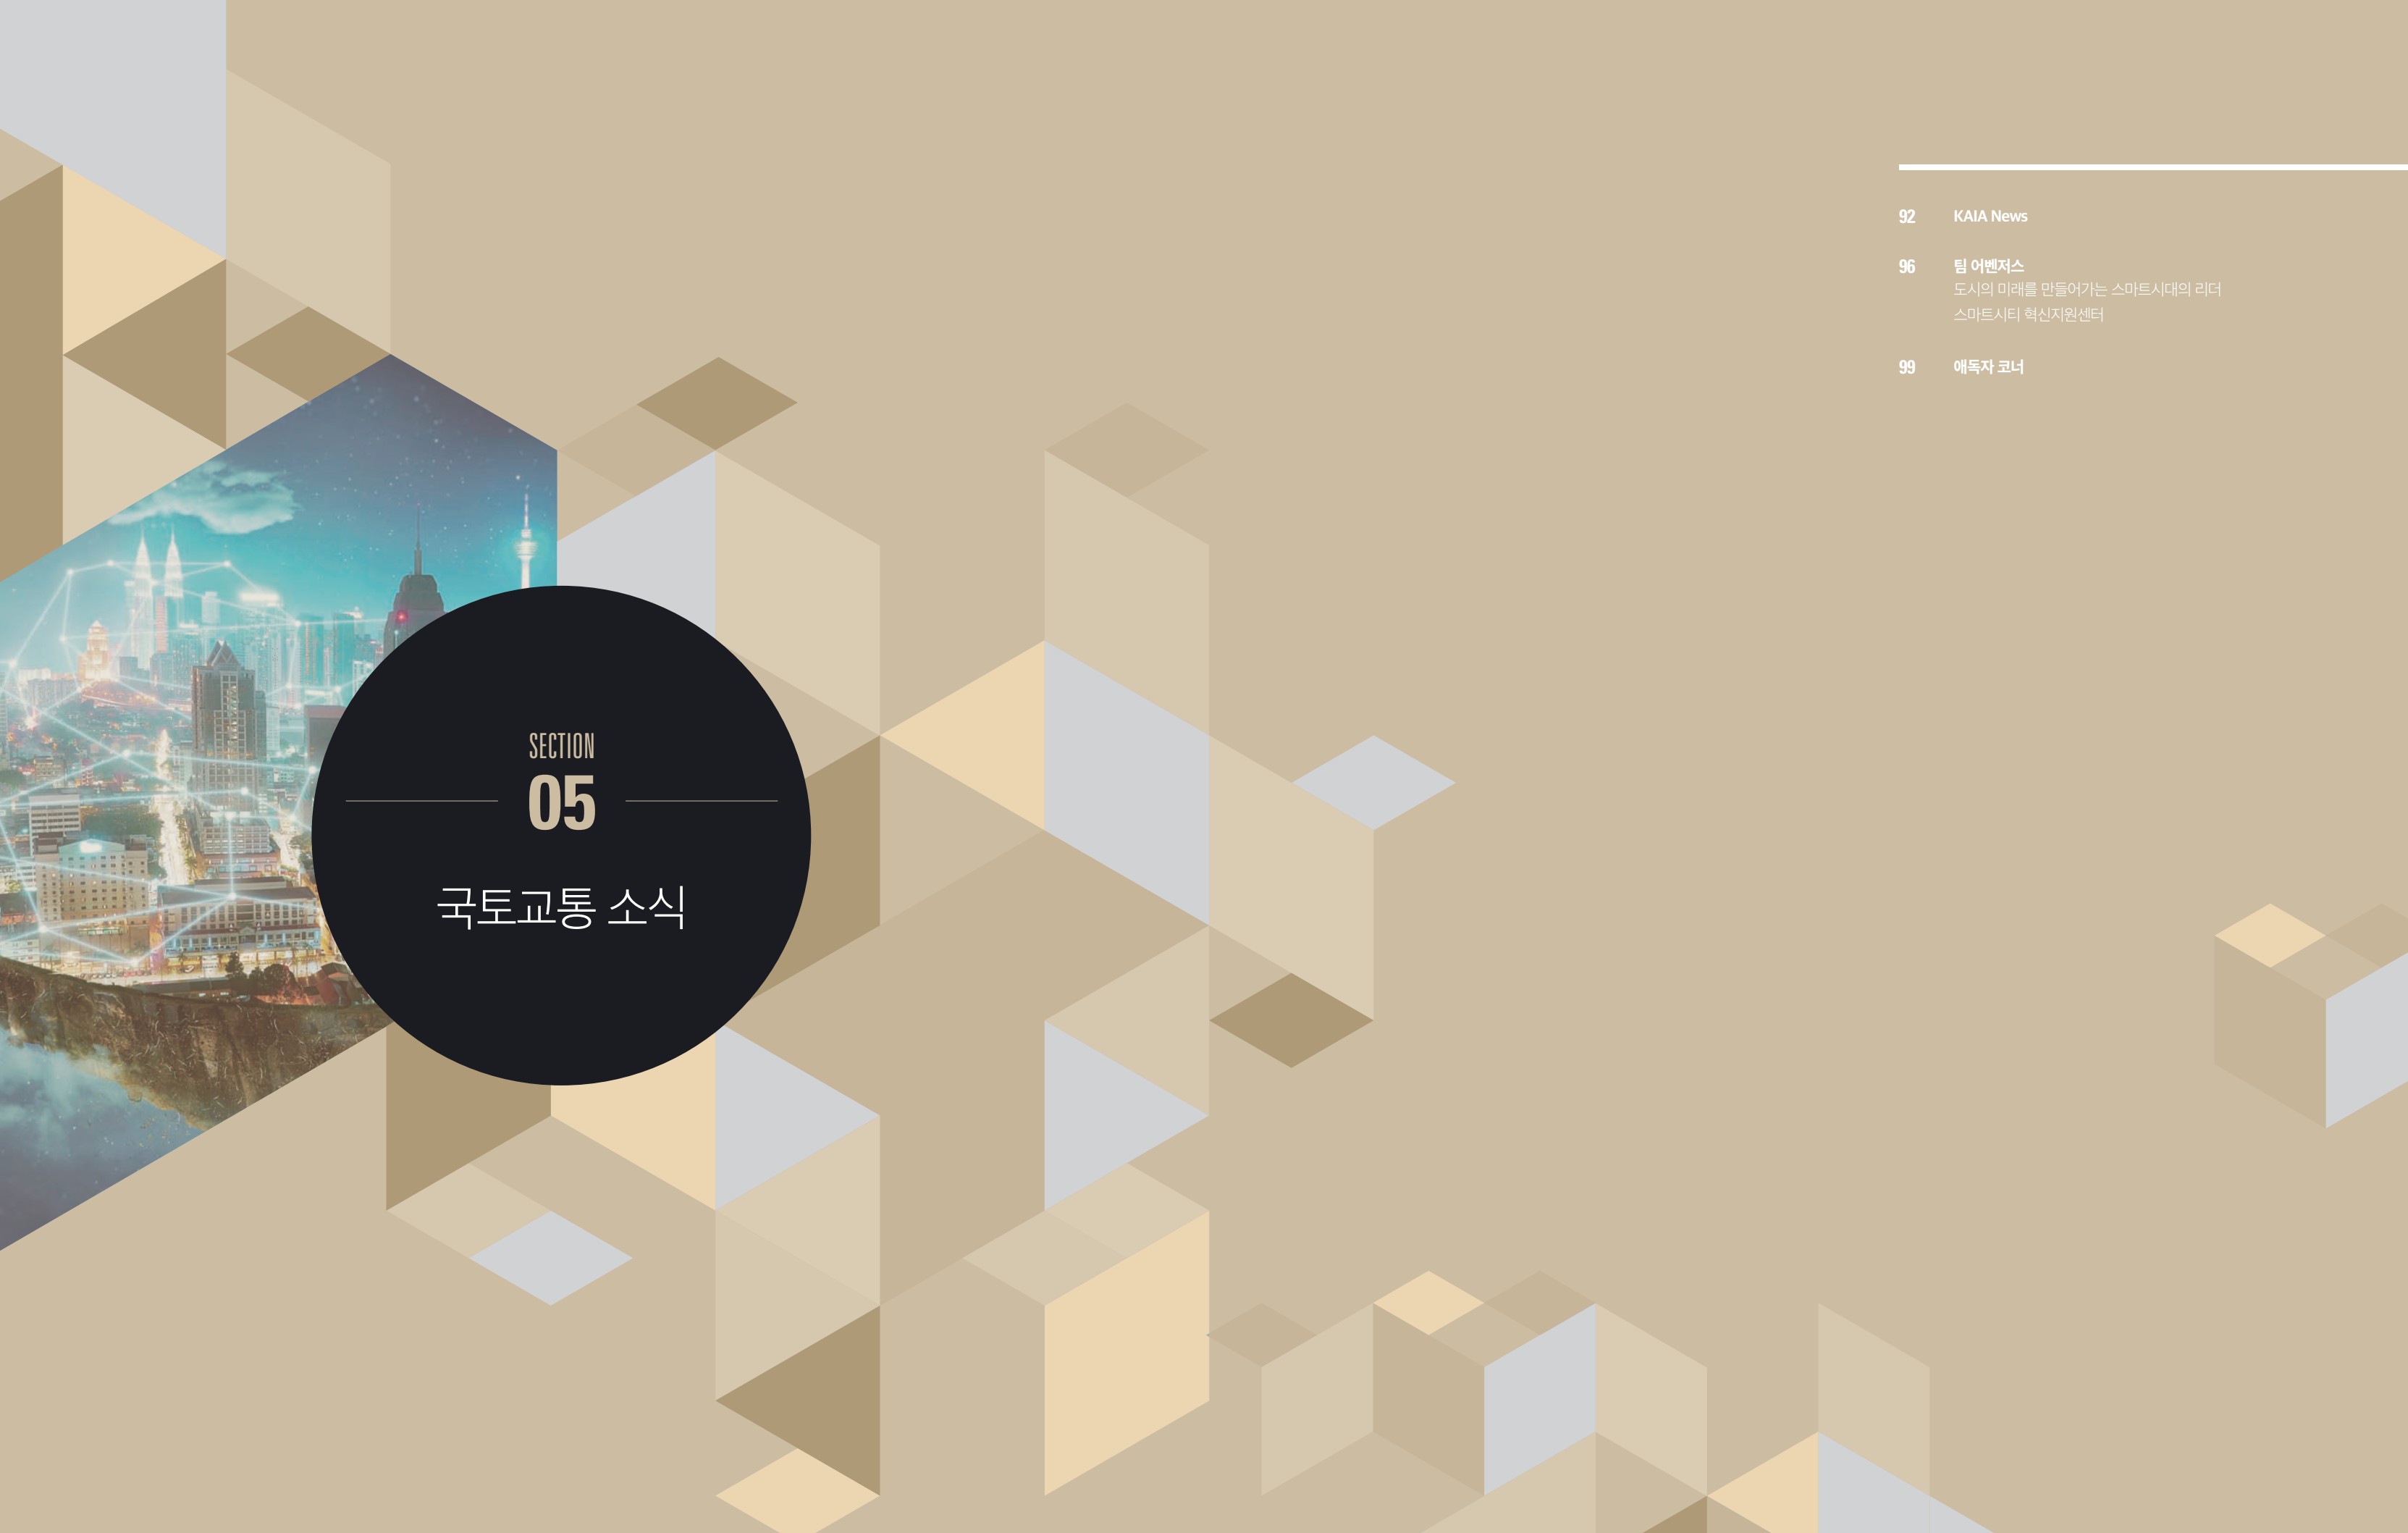 SECTION
05
국토교통 소식
92 KAIA News
96 팀 어벤저스
도시의 미래를 만들어가는 스마트시대의 리더
스마트시티 혁신지원센터
99 애독자 코너